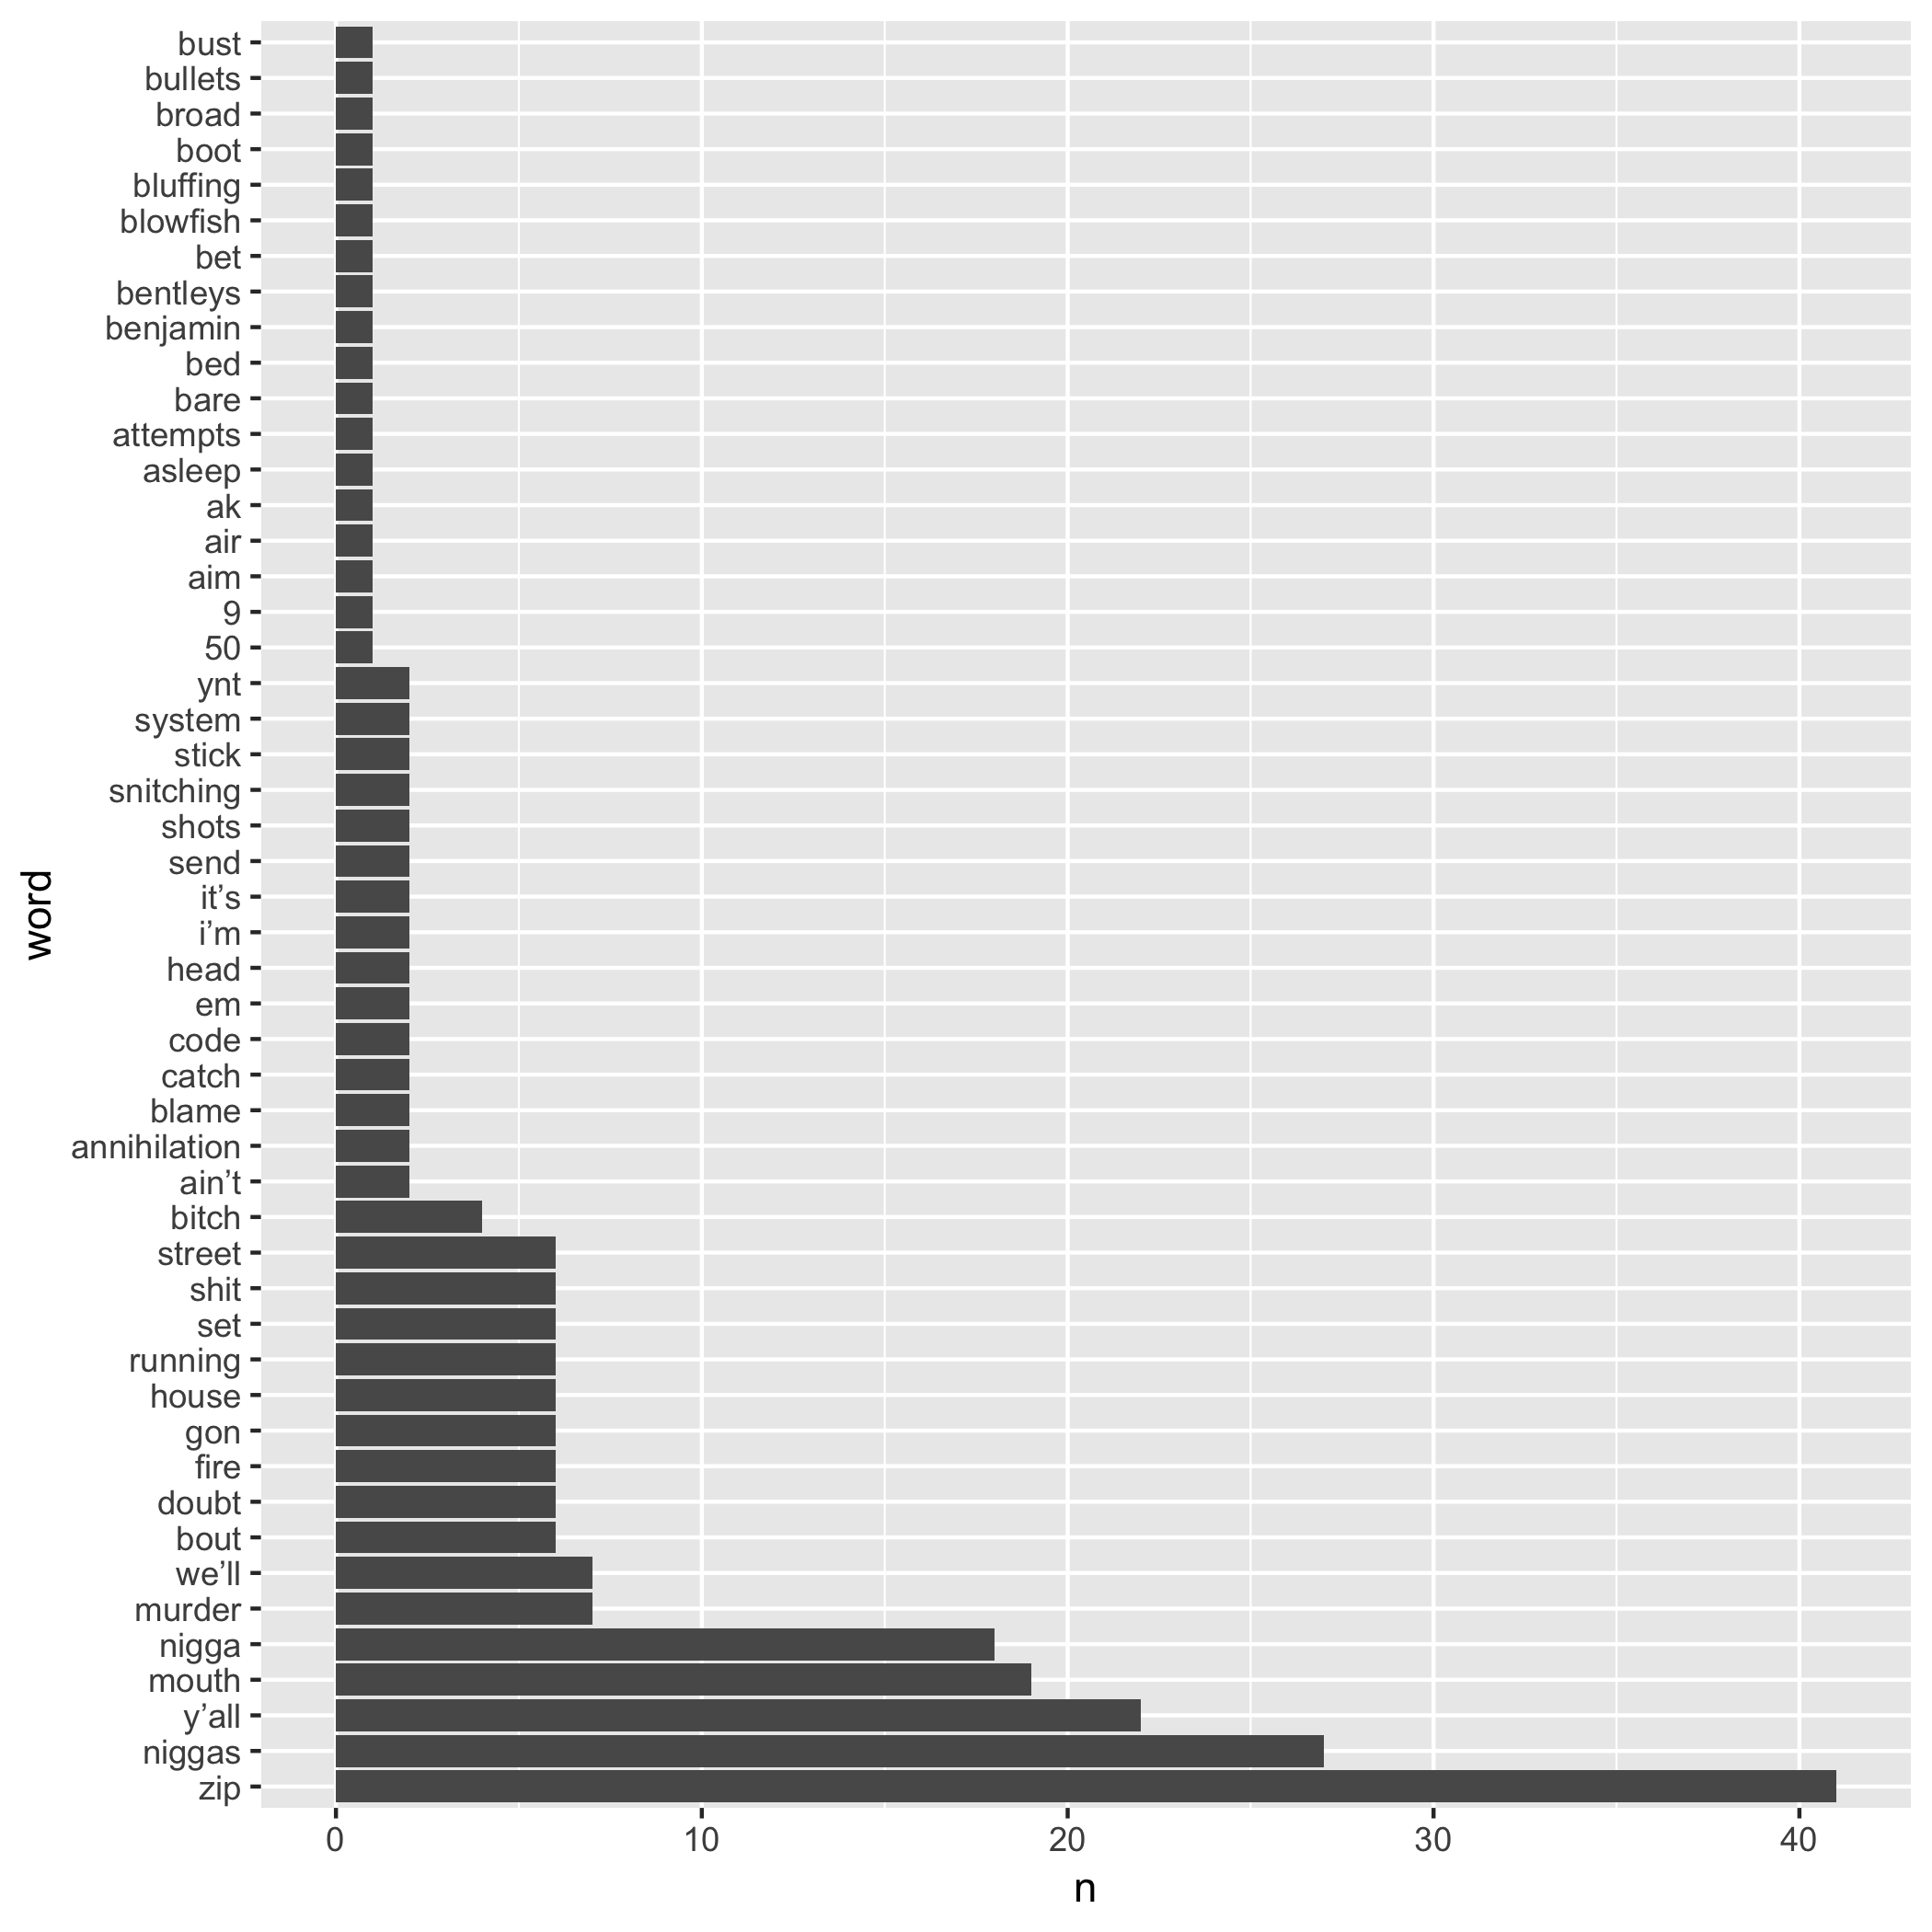 bust
bullets
broad
boot
bluffing
blowfish
bet
bentleys
benjamin
bed
bare
attempts
asleep
ak
air
aim
9
50
ynt
system
stick
snitching
shots
send
it’s
i’m
head
em
code
catch
blame
annihilation
ain’t
bitch
street
shit
set
running
house
gon
fire
doubt
bout
we’ll
murder
nigga
mouth
y’all
niggas
zip
word
0 10 20 30 40
n